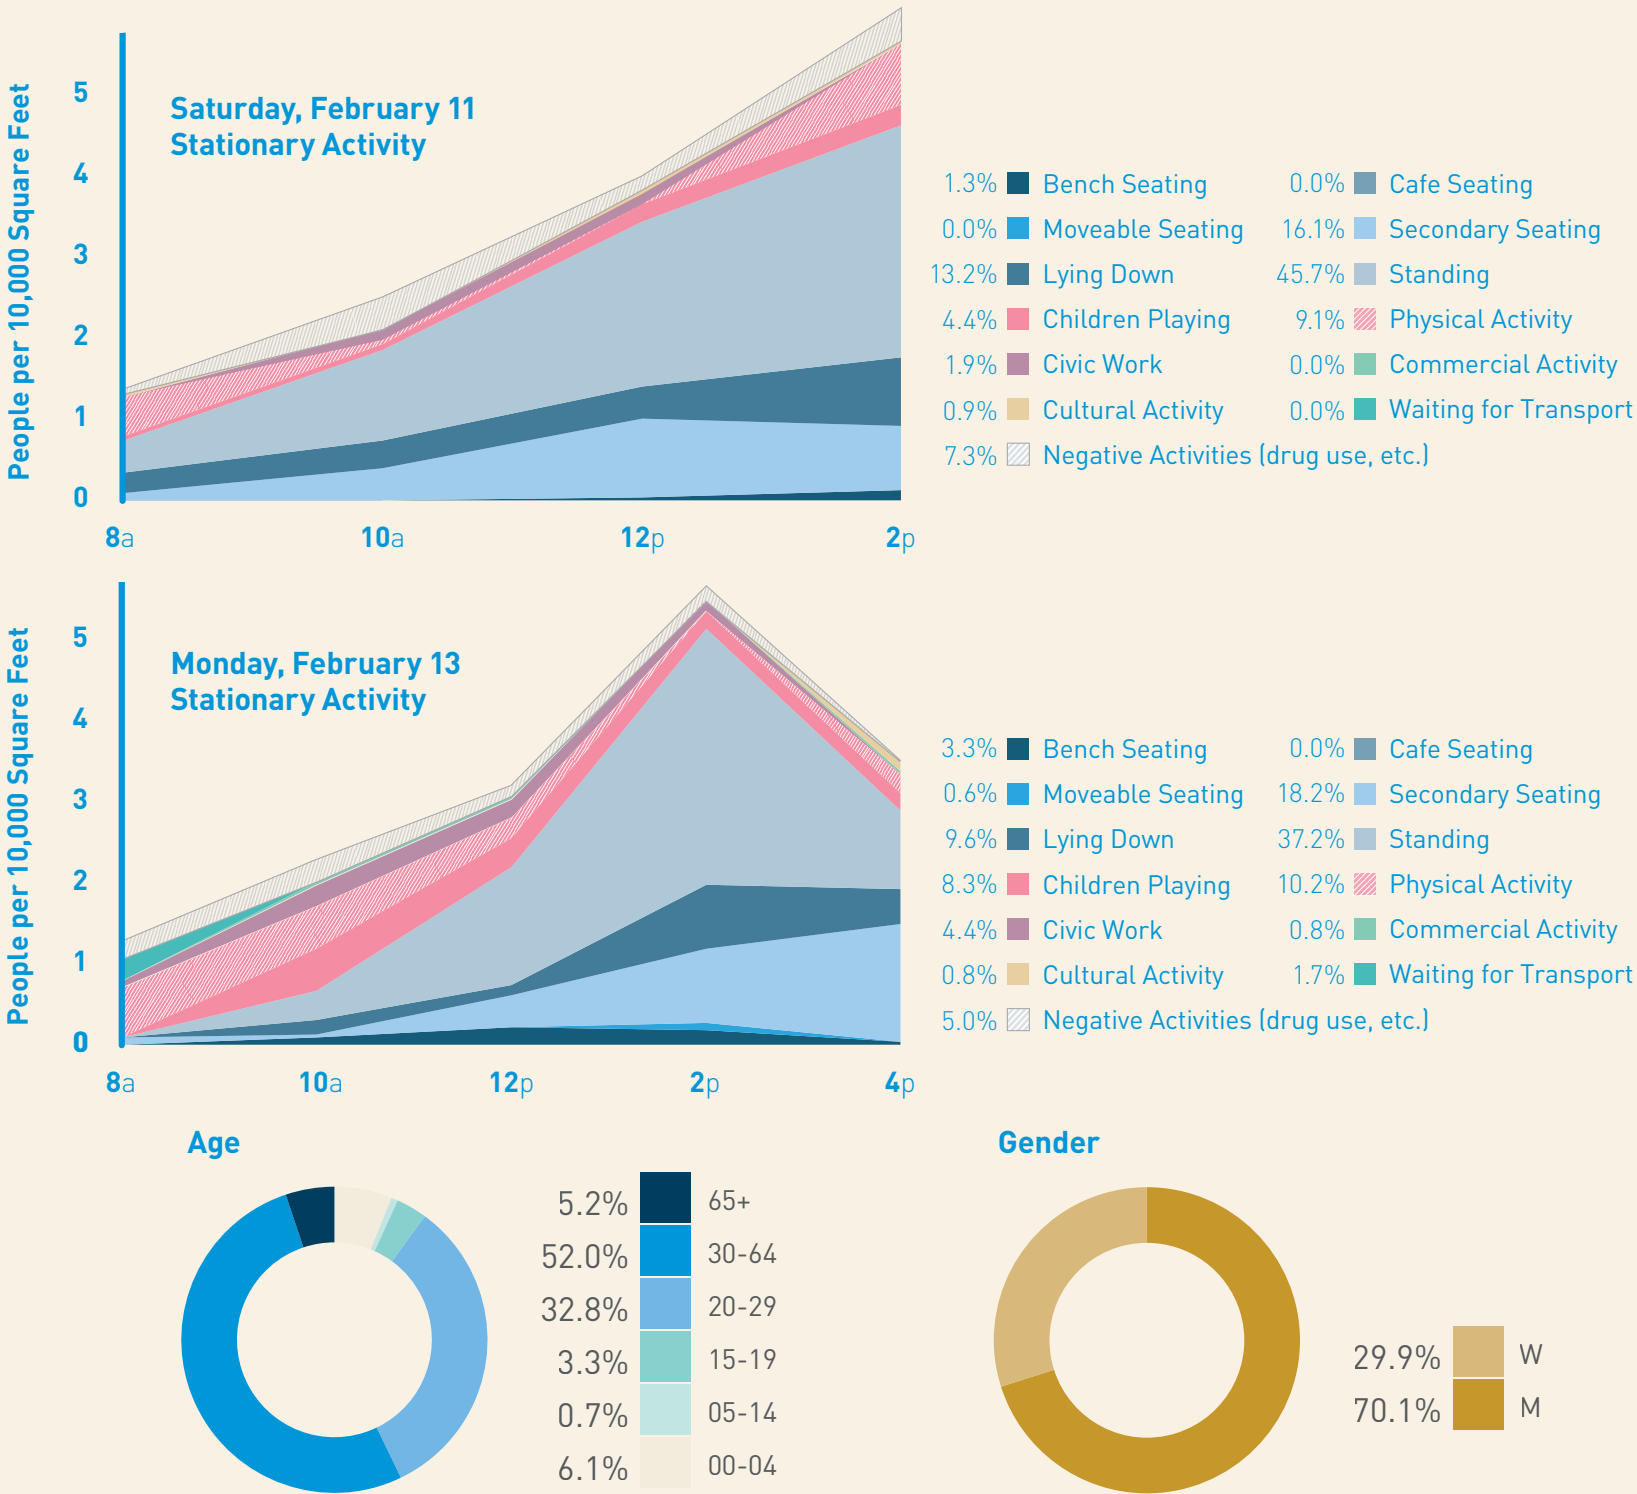 People per 10,000 Square Feet
5
4
3
2
1
0
Saturday, February 11
Stationary Activity
8a 10a 12p 2p
1.3% Bench Seating 0.0% Cafe Seating
0.0% Moveable Seating 16.1% Secondary Seating
13.2% Lying Down 45.7% Standing
4.4% Children Playing 9.1% Physical Activity
1.9% Civic Work 0.0% Commercial Activity
0.9% Cultural Activity 0.0% Waiting for Transport
7.3% Negative Activities (drug use, etc.)
People per 10,000 Square Feet
5
4
3
2
1
0
Monday, February 13
Stationary Activity
8a 10a 12p 2p 4p
3.3% Bench Seating 0.0% Cafe Seating
0.6% Moveable Seating 18.2% Secondary Seating
9.6% Lying Down 37.2% Standing
8.3% Children Playing 10.2% Physical Activity
4.4% Civic Work 0.8% Commercial Activity
0.8% Cultural Activity 1.7% Waiting for Transport
5.0% Negative Activities (drug use, etc.)
Age
5.2% 65+
52.0% 30-64
32.8% 20-29
3.3% 15-19
0.7% 05-14
6.1% 00-04
Gender
29.9% W
70.1% M